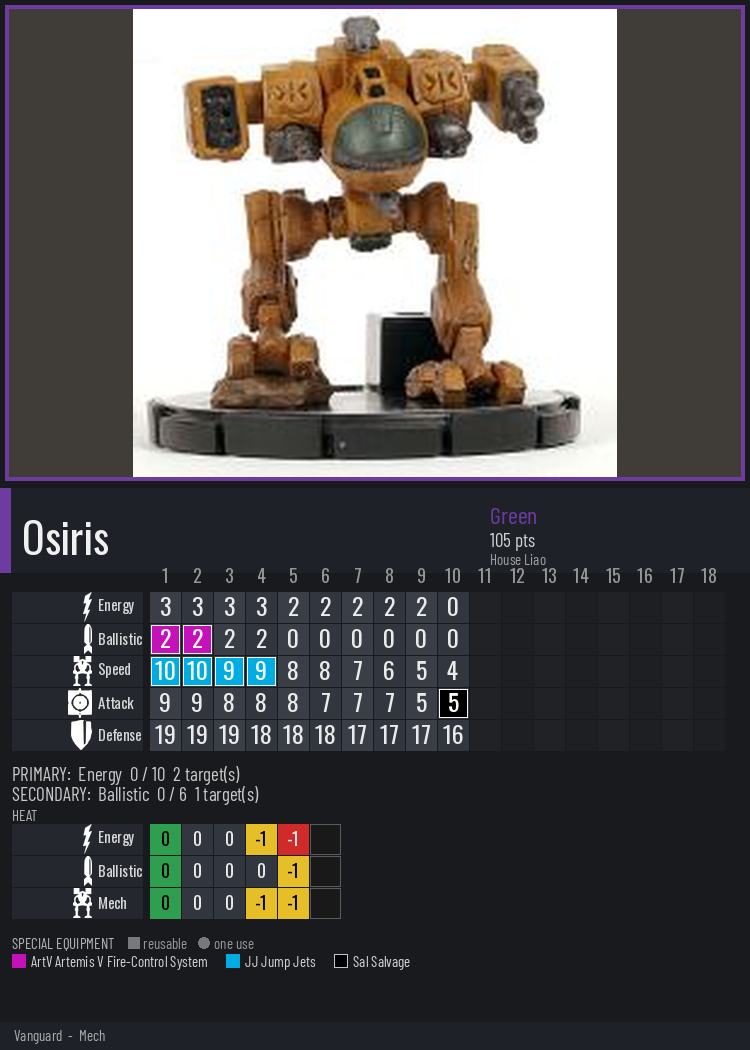 Osiris
Green
105 pts
House Liao
1 2 3 4 5 6 7 8 9 10 11 12 13 14 15 16 17 18
Energy 3 3 3 3 2 2 2 2 2 0
Ballistic 2 2 2 2 0 0 0 0 0 0
Speed 10 10 9 9 8 8 7 6 5 4
Attack 9 9 8 8 8 7 7 7 5 5
Defense 19 19 19 18 18 18 17 17 17 16
PRIMARY: Energy 0 / 10 2 target(s)
SECONDARY: Ballistic 0 / 6 1 target(s)
HEAT
Energy 0 0 0 -1 -1
Ballistic 0 0 0 0 -1
Mech 0 0 0 -1 -1
SPECIAL EQUIPMENT reusable one use
ArtV Artemis V Fire-Control System JJ Jump Jets Sal Salvage
Vanguard - Mech